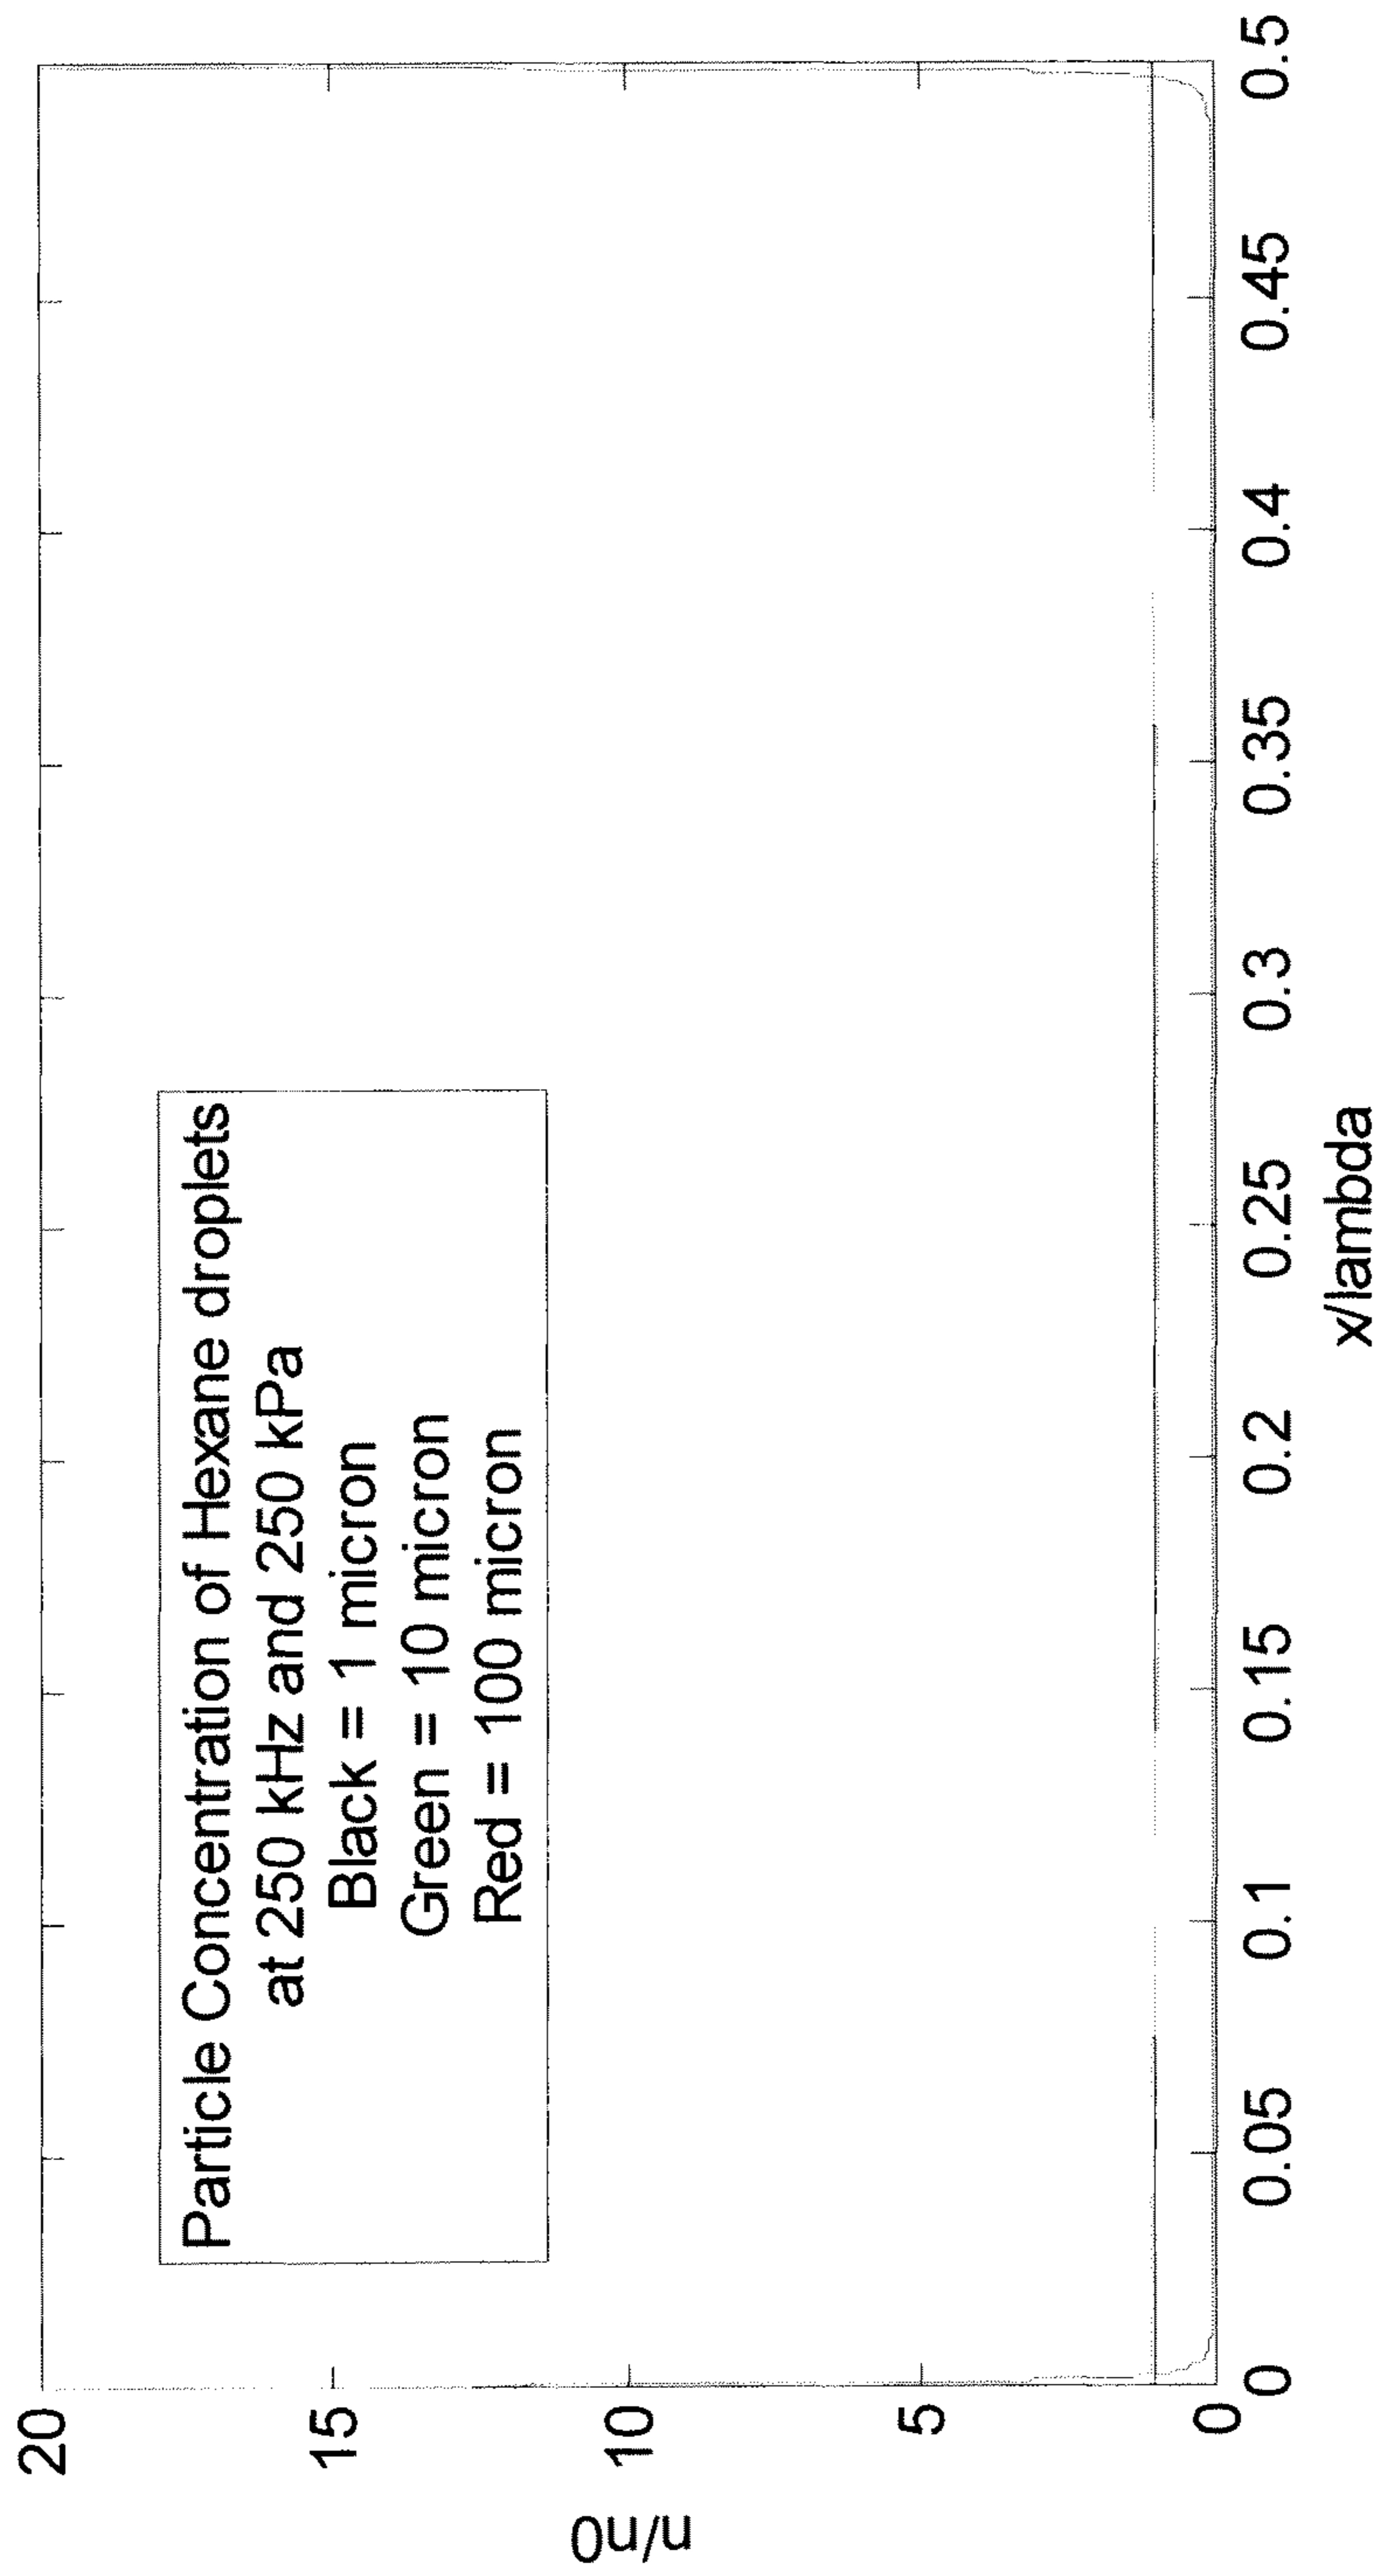 20
15
10
5
0
n/n0
Particle Concentration of Hexane droplets
at 250 kHz and 250 kPa
Black = 1 micron
Green = 10 micron
Red = 100 micron
0
0.05
0.1
0.15
0.2
0.25
0.3
0.35
0.4
0.45
0.5
x/lambda